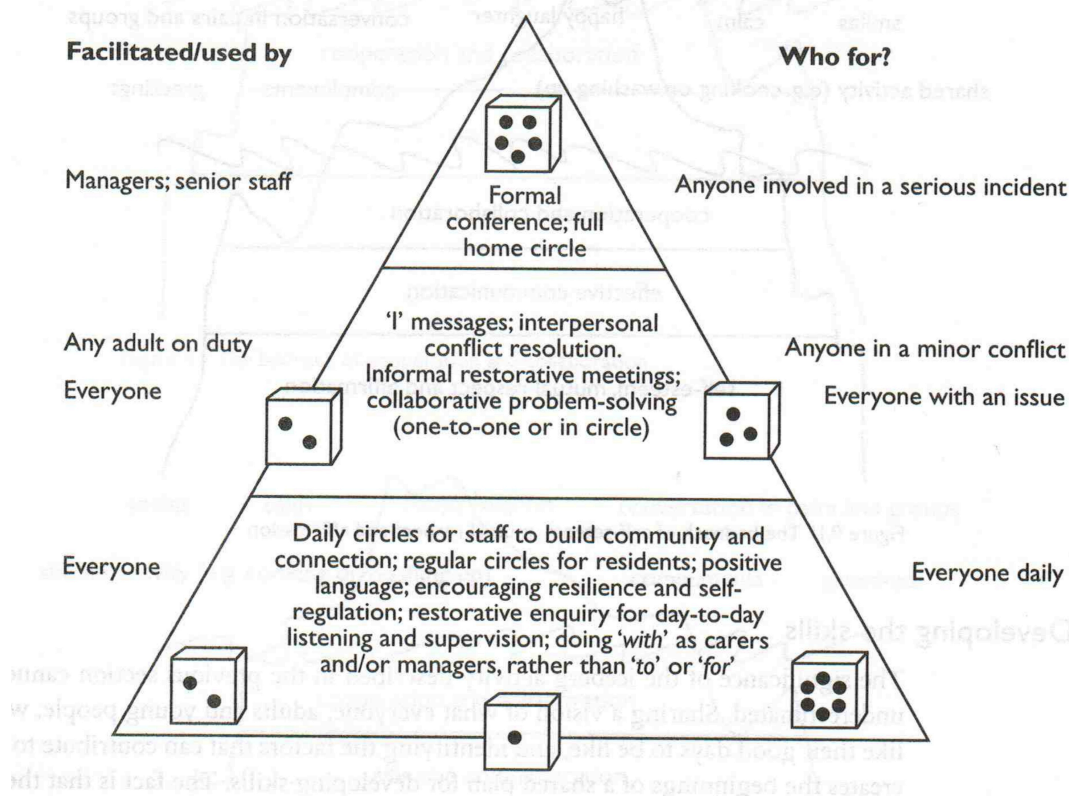 Facilitated/used by
Who for?
Managers; senior staff
Anyone involved in a serious incident
Formal
conference; full
home circle
'I' messages; interpersonal
conflict resolution
Informal restorative meetings;
collaborative problem-solving
(one-to-one or in circle)
Any adult on duty
Everyone
Anyone in a minor conflict
Everyone with an issue
Everyone
Daily circles for staff to build community and
connection; regular circles for residents; positive
language; encouraging resilience and self-
regulation; restorative enquiry for day-to-day
listening and supervision; doing 'with' as carers
and/or managers, rather than 'to' or 'for'
Everyone daily